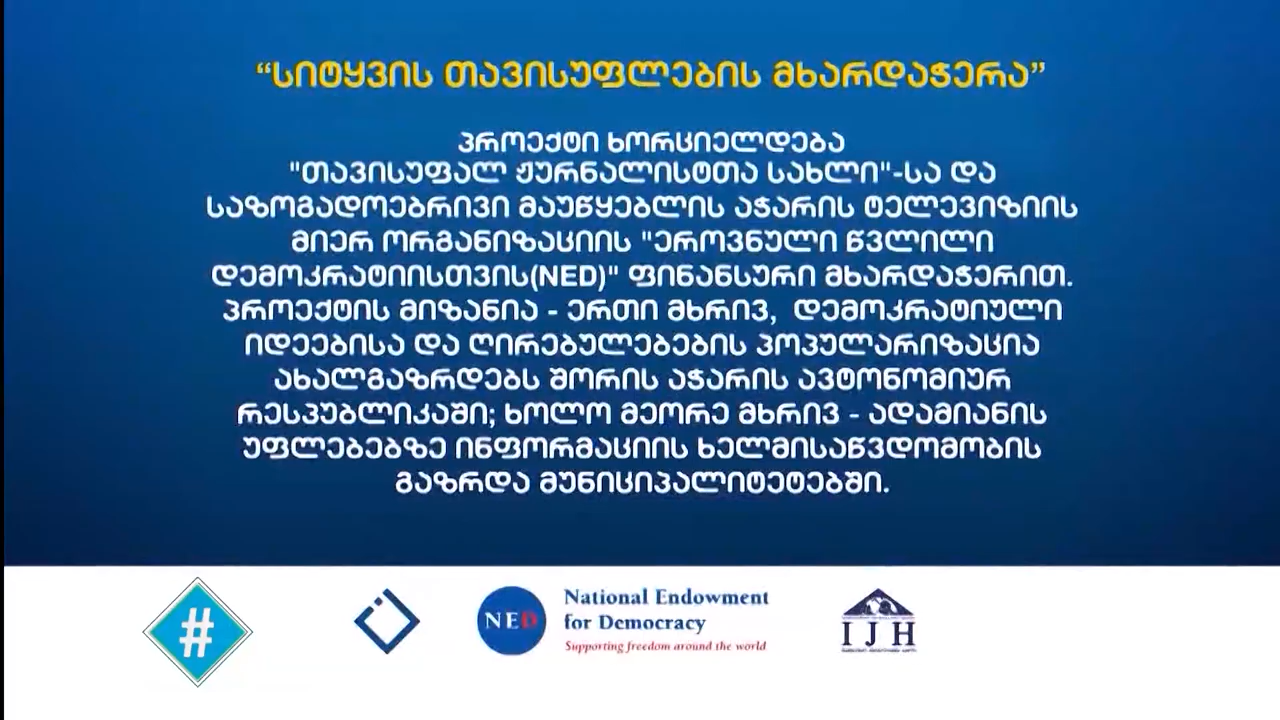 “სიტყვის თავისუფლების მხარდაჭერა”
პროექტი ხორციელდება
"თავისუფალ ჟურნალისტთა სახლი"-სა და
საზოგადოებრივი მაუწყებლის აჭარის ტელევიზიის
მიერ ორგანიზაციის "ეროვნული წვლილი
დემოკრატიისთვის(NED)" ფინანსური მხარდაჭერით.
პროექტის მიზანია - ერთი მხრივ, დემოკრატიული
იდეებისა და ღირებულებების პოპულარიზაცია
ახალგაზრდებს შორის აჭარის ავტონომიურ
რესპუბლიკაში; ხოლო მეორე მხრივ - ადამიანის
უფლებებზე ინფორმაციის ხელმისაწვდომობის
გაზრდა მუნიციპალიტეტებში.
#
NED
National Endowment
for Democracy
Supporting freedom around the world
IJH